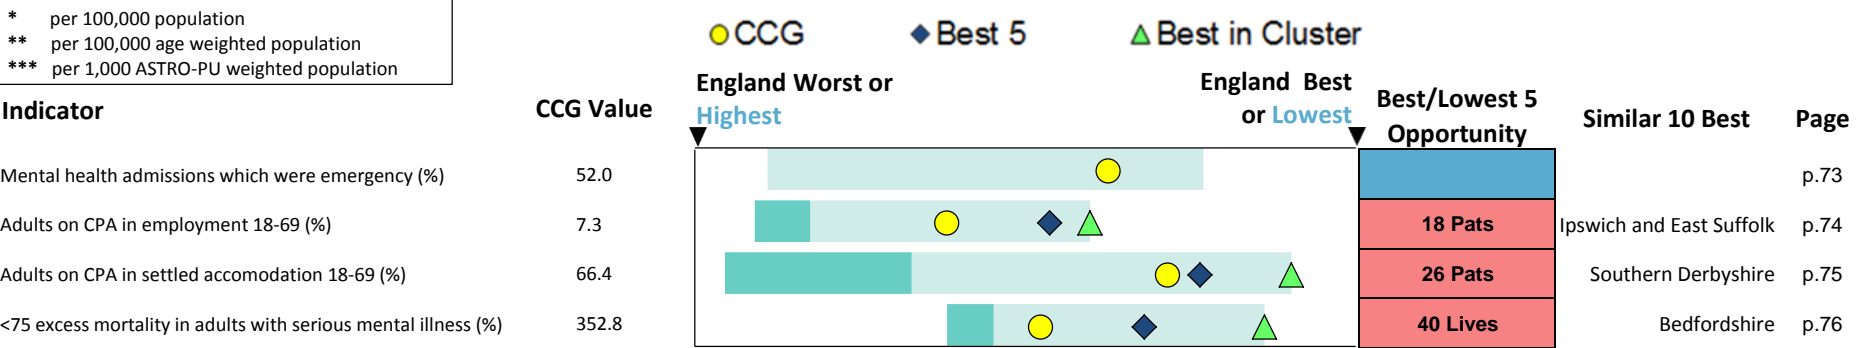 * per 100,000 population
** per 100,000 age weighted population
*** per 1,000 ASTRO-PU weighted population
CCG Best 5 Best in Cluster
Indicator CCG Value England Worst or Highest England Best or Lowest Best/Lowest 5 Opportunity Similar 10 Best Page
Mental health admissions which were emergency (%) 52.0 p.73
Adults on CPA in employment 18-69 (%) 7.3 18 Pats Ipswich and East Suffolk p.74
Adults on CPA in settled accomodation 18-69 (%) 66.4 26 Pats Southern Derbyshire p.75
<75 excess mortality in adults with serious mental illness (%) 352.8 40 Lives Bedfordshire p.76